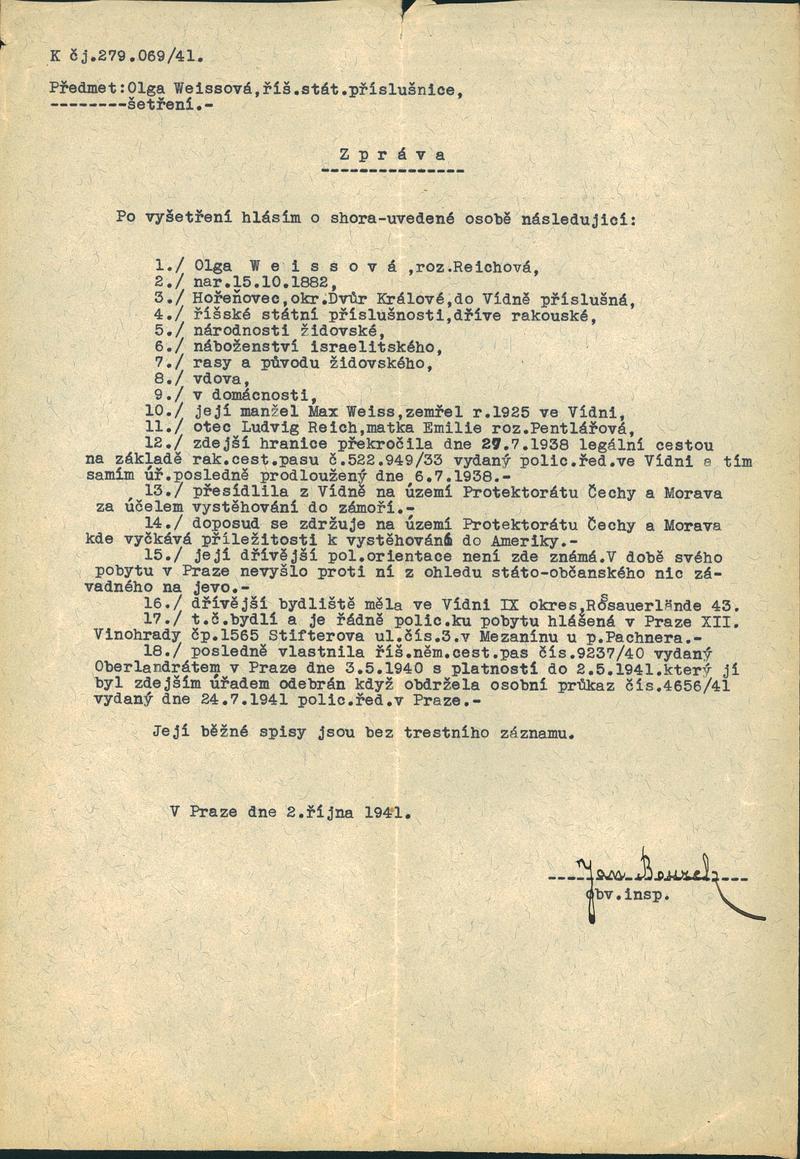 K čj.279.069/41.
Předmet:Olga Weissová,říš.stát.příslušnice,
--------šetření.-
Z p r á v a
Po vyšetření hlásím o shora-uvedené osobě následující:
1./ Olga W e i s s o v á ,roz.Reichová,
2./ nar.15.10.1882,
3./ Hořeňovec,okr.Dvůr Králové,do Vídně příslušná,
4./ říšské státní příslušnosti,dříve rakouské,
5./ národnosti židovské,
6./ náboženství israelitského,
7./ rasy a původu židovského,
8./ vdova,
9./ v domácnosti,
10./ její manžel Max Weiss,zemřel r.1925 ve Vídni,
11./ otec Ludvig Reich,matka Emilie roz.Pentlářová,
12./ zdejší hranice překročila dne 27.7.1938 legální cestou
na základě rak.cest.pasu č.522.949/33 vydaný polic.řed.ve Vídni a tím
samím úř.posledně prodloužený dne 6.7.1938.-
13./ přesídlila z Vídně na území Protektorátu Čechy a Morava
za účelem vystěhování do zámoří.-
14./ doposud se zdržuje na území Protektorátu Čechy a Morava
kde vyčkává příležitosti k vystěhování do Ameriky.-
15./ její dřívější pol.orientace není zde známá.V době svého
pobytu v Praze nevyšlo proti ní z ohledu státo-občanského nic zá-
vadného na jevo.-
16./ dřívější bydliště měla ve Vídni IX okres,Rosauerlände 43.
17./ t.č.bydlí a je řádně polic.ku pobytu hlášená v Praze XII.
Vinohrady čp.1565 Stifterova ul.čís.3.v Mezaninu u p.Pachnera.-
18./ posledně vlastnila říš.něm.cest.pas čís.9237/40 vydaný
Oberlandrátem v Praze dne 3.5.1940 s platností do 2.5.1941.který jí
byl zdejším úřadem odebrán když obdržela osobní průkaz čís.4656/41
vydaný dne 24.7.1941 polic.řed.v Praze.-
Její běžné spisy jsou bez trestního záznamu.
V Praze dne 2.října 1941.
Jan
obv.insp.